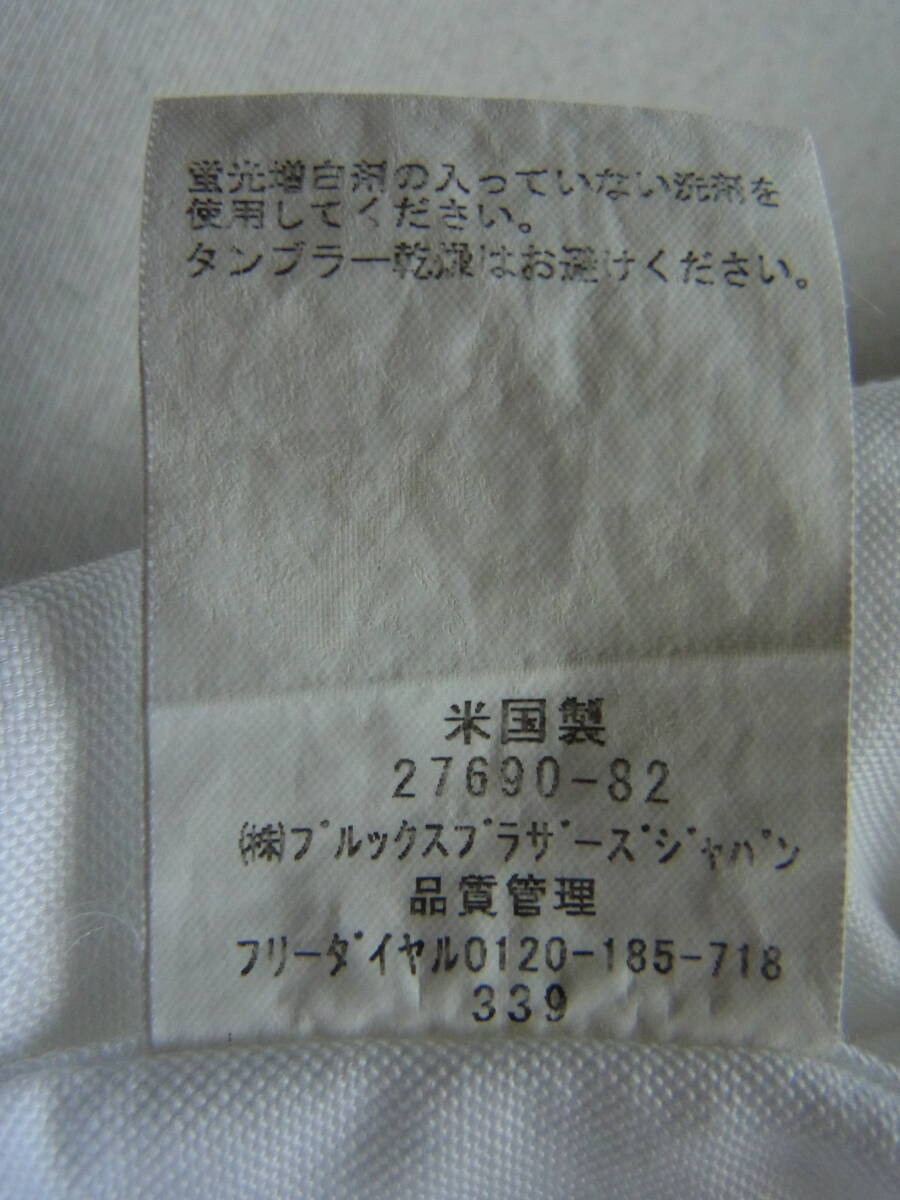 蛍光増白剤の入っていない洗剤を
使用してください。
タンブラー乾燥はお避けください。
米国製
27690-82
㈱ブルックスブラザーズジャパン
品質管理
フリーダイヤル0120-185-718
339